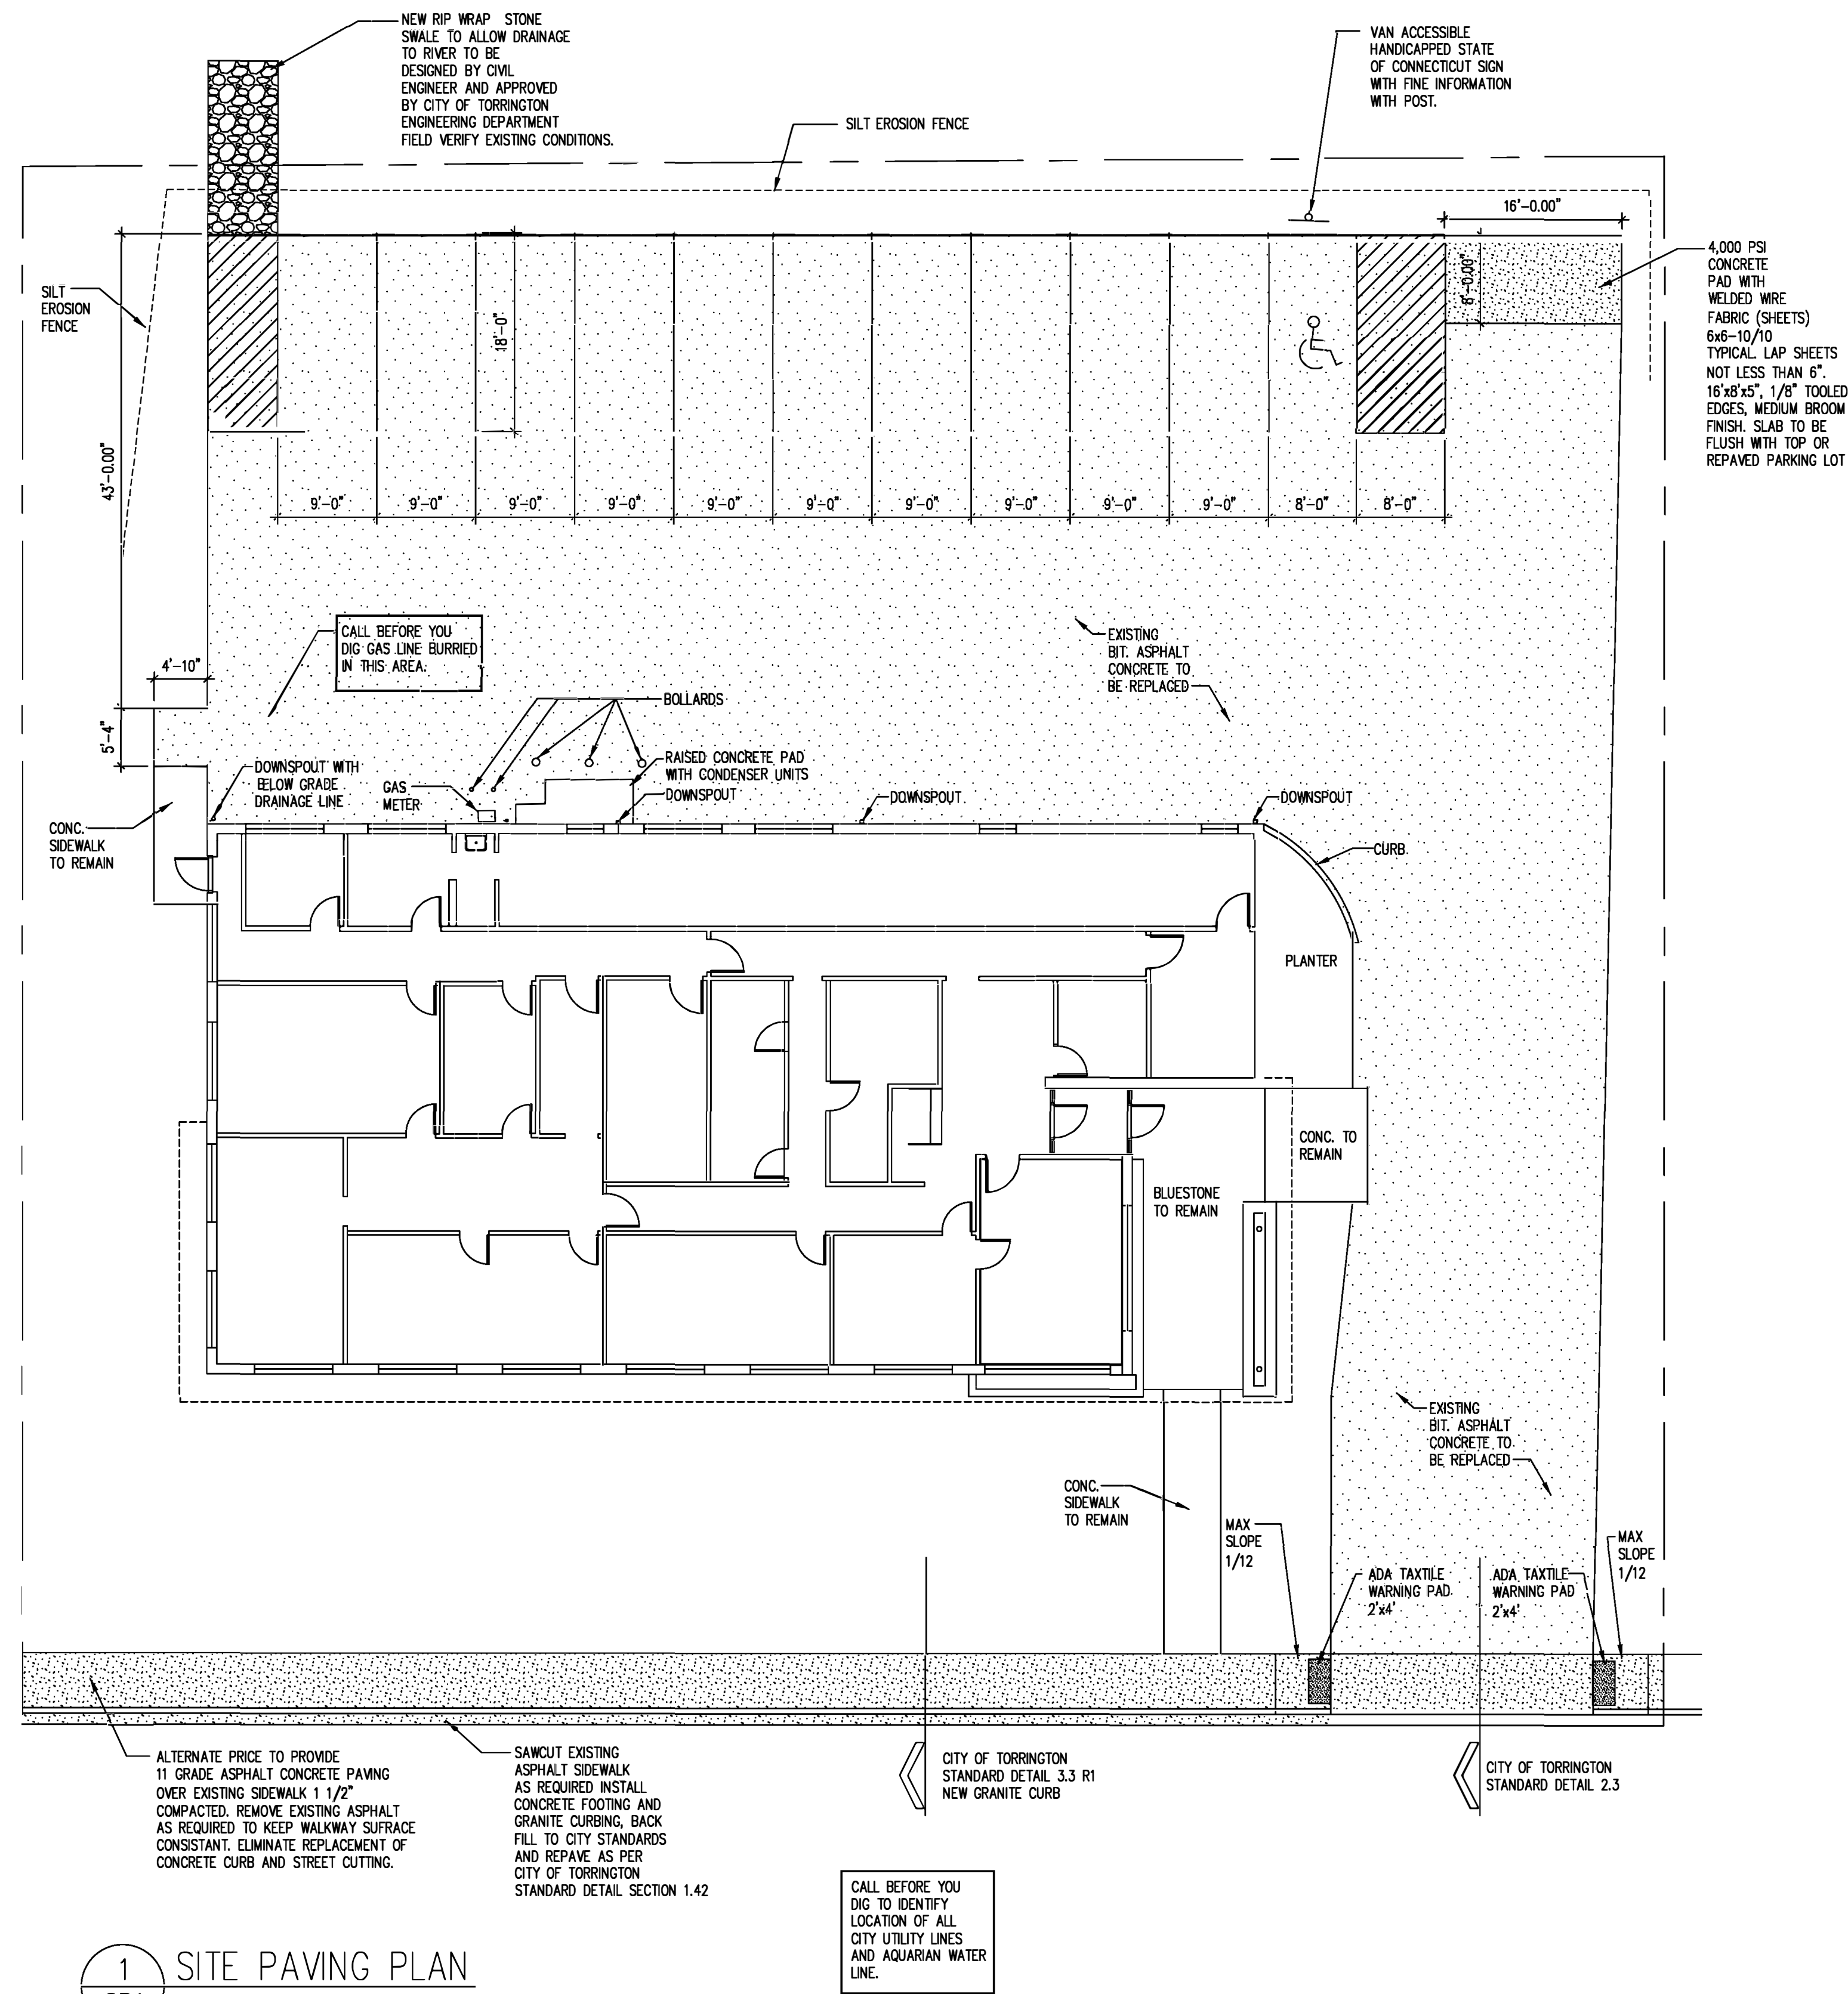 NEW RIP WRAP STONE
SWALE TO ALLOW DRAINAGE
TO RIVER TO BE
DESIGNED BY CIVIL
ENGINEER AND APPROVED
BY CITY OF TORRINGTON
ENGINEERING DEPARTMENT
FIELD VERIFY EXISTING CONDITIONS.
VAN ACCESSIBLE
HANDICAPPED STATE
OF CONNECTICUT SIGN
WITH FINE INFORMATION
WITH POST.
SILT EROSION FENCE
16'-0.00"
4,000 PSI
CONCRETE
PAD WITH
WELDED WIRE
FABRIC (SHEETS)
6x6-10/10
TYPICAL. LAP SHEETS
NOT LESS THAN 6".
16'x8'x5", 1/8" TOOLED
EDGES, MEDIUM BROOM
FINISH. SLAB TO BE
FLUSH WITH TOP OR
REPAVED PARKING LOT
8'-0.00"
SILT
EROSION
FENCE
18'-0"
43'-0.00"
9'-0" 9'-0" 9'-0" 9'-0" 9'-0" 9'-0" 9'-0" 9'-0" 9'-0" 9'-0" 8'-0" 8'-0"
CALL BEFORE YOU
DIG GAS LINE BURRIED
IN THIS AREA.
EXISTING
BIT. ASPHALT
CONCRETE TO
BE REPLACED
4'-10"
5'-4"
BOLLARDS
RAISED CONCRETE PAD
WITH CONDENSER UNITS
DOWNSPOUT WITH
BELOW GRADE
DRAINAGE LINE
GAS
METER
DOWNSPOUT
DOWNSPOUT
DOWNSPOUT
CONC.
SIDEWALK
TO REMAIN
CURB
PLANTER
CONC. TO
REMAIN
BLUESTONE
TO REMAIN
EXISTING
BIT. ASPHALT
CONCRETE TO
BE REPLACED
CONC.
SIDEWALK
TO REMAIN
MAX
SLOPE
1/12
ADA TAXTILE
WARNING PAD
2'x4'
ADA TAXTILE
WARNING PAD
2'x4'
MAX
SLOPE
1/12
ALTERNATE PRICE TO PROVIDE
11 GRADE ASPHALT CONCRETE PAVING
OVER EXISTING SIDEWALK 1 1/2"
COMPACTED. REMOVE EXISTING ASPHALT
AS REQUIRED TO KEEP WALKWAY SUFRACE
CONSISTANT. ELIMINATE REPLACEMENT OF
CONCRETE CURB AND STREET CUTTING.
SAWCUT EXISTING
ASPHALT SIDEWALK
AS REQUIRED INSTALL
CONCRETE FOOTING AND
GRANITE CURBING, BACK
FILL TO CITY STANDARDS
AND REPAVE AS PER
CITY OF TORRINGTON
STANDARD DETAIL SECTION 1.42
CITY OF TORRINGTON
STANDARD DETAIL 3.3 R1
NEW GRANITE CURB
CITY OF TORRINGTON
STANDARD DETAIL 2.3
CALL BEFORE YOU
DIG TO IDENTIFY
LOCATION OF ALL
CITY UTILITY LINES
AND AQUARIAN WATER
LINE.
1 SITE PAVING PLAN